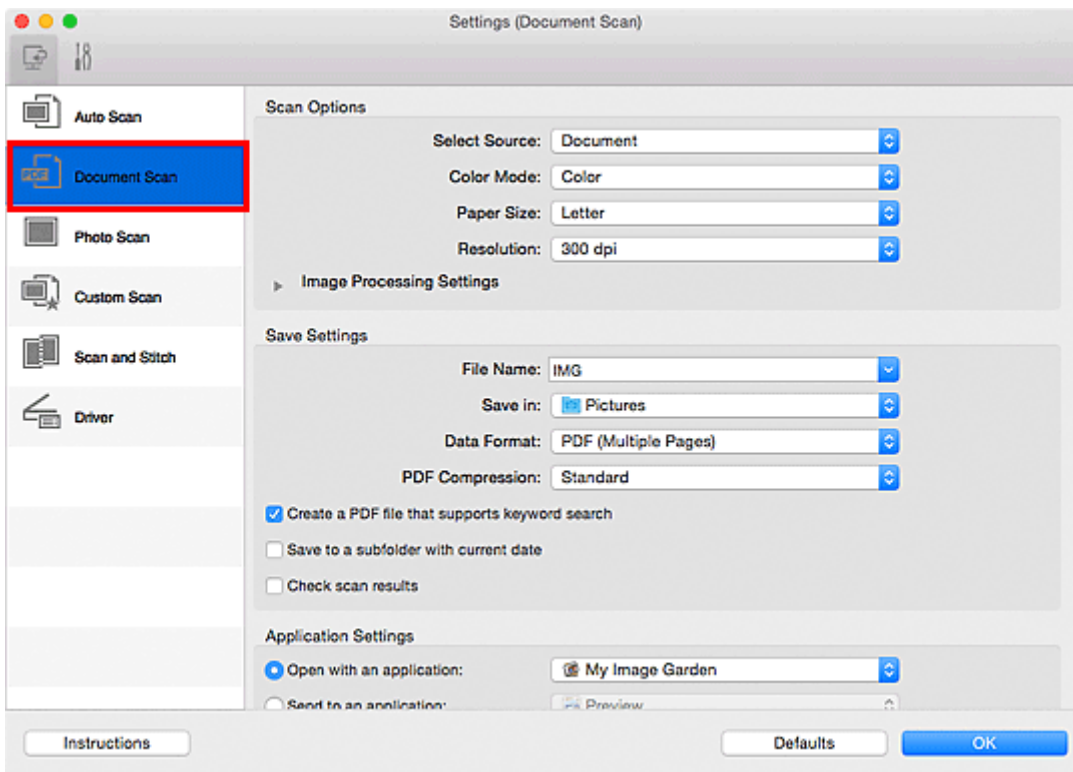 Settings (Document Scan)
Auto Scan
PDF
Document Scan
Photo Scan
Custom Scan
Scan and Stitch
Driver
Scan Options
Select Source: Document
Color Mode: Color
Paper Size: Letter
Resolution: 300 dpi
Image Processing Settings
Save Settings
File Name: IMG
Save in: Pictures
Data Format: PDF (Multiple Pages)
PDF Compression: Standard
Create a PDF file that supports keyword search
Save to a subfolder with current date
Check scan results
Application Settings
Open with an application: My Image Garden
Send to an application: Preview
Instructions
Defaults
OK